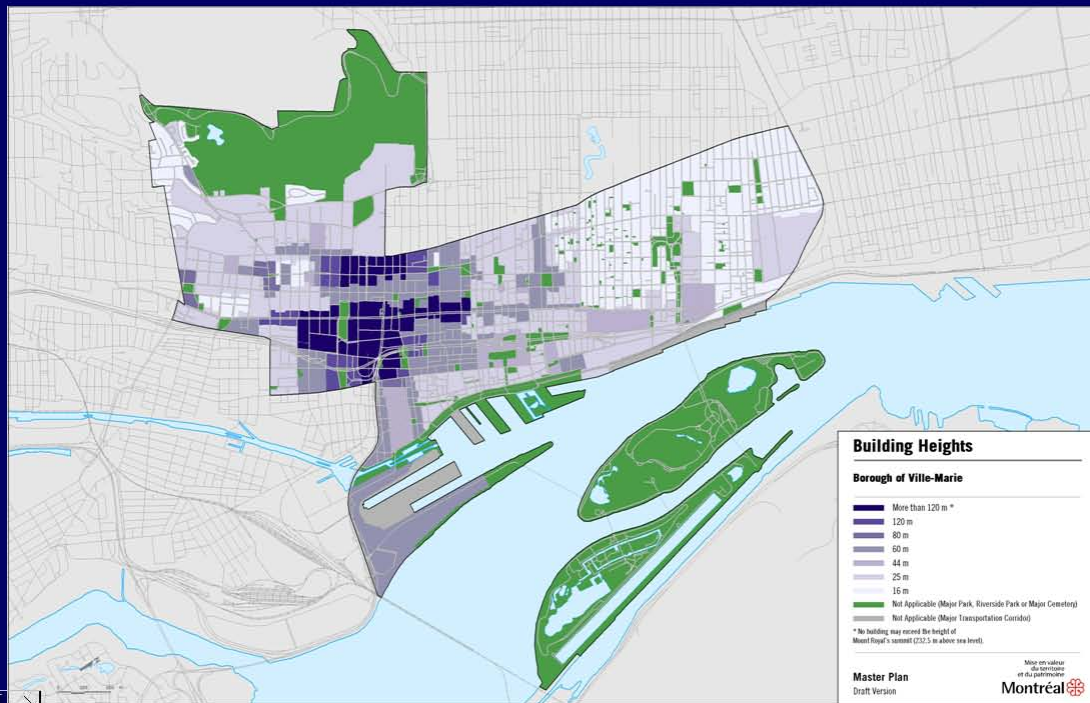 Building Heights
Borough of Ville-Marie
More than 120 m *
120 m
80 m
60 m
44 m
25 m
16 m
Not Applicable (Major Park, Riverside Park or Major Cemetery)
Not Applicable (Major Transportation Corridor)
* No building may exceed the height of
Mount Royal's summit (232.5 m above sea level).
Master Plan
Draft Version
Mise en valeur
du territoire
et du patrimoine
Montréal